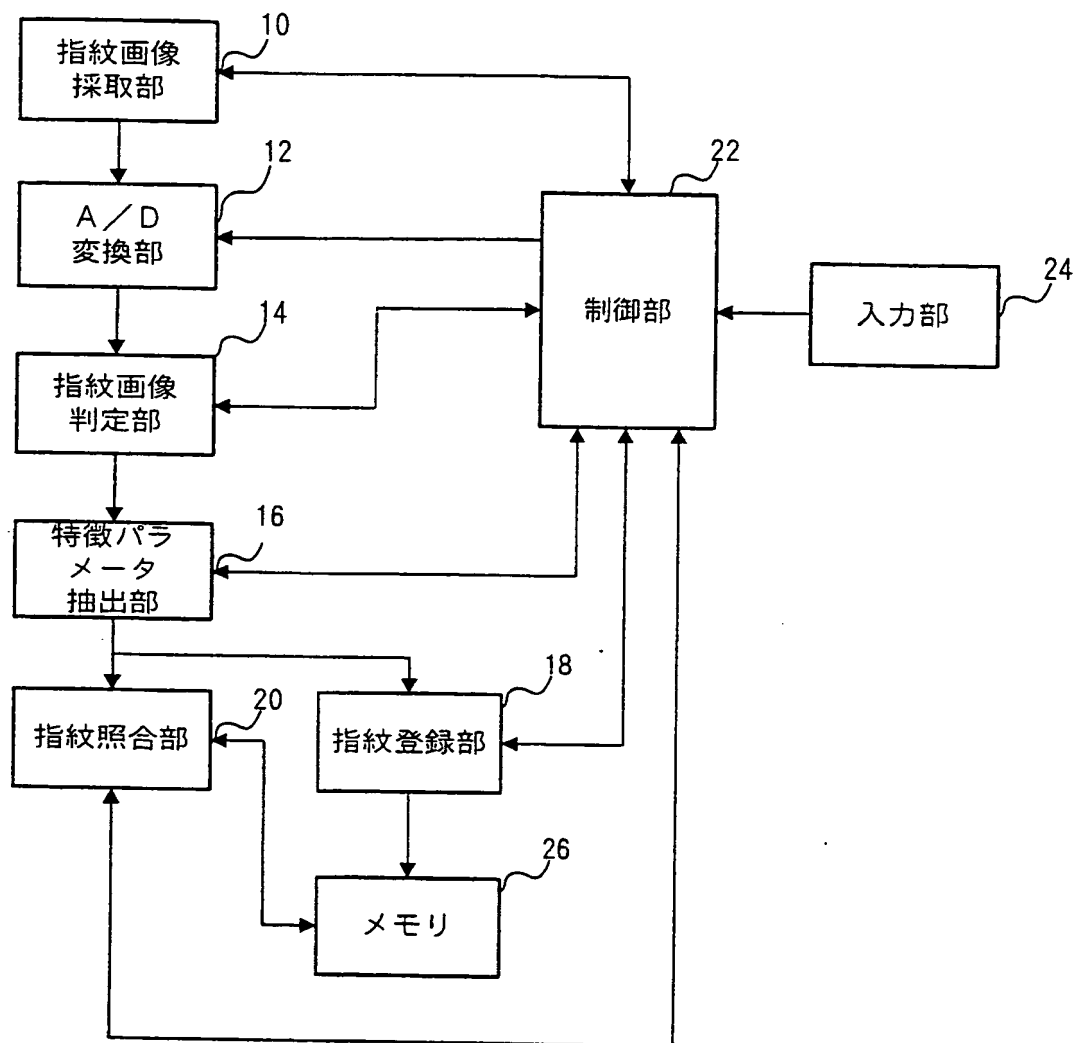 10
指紋画像
採取部
12
A/D
変換部
22
制御部
24
入力部
14
指紋画像
判定部
16
特徴パラ
メータ
抽出部
18
指紋登録部
20
指紋照合部
26
メモリ